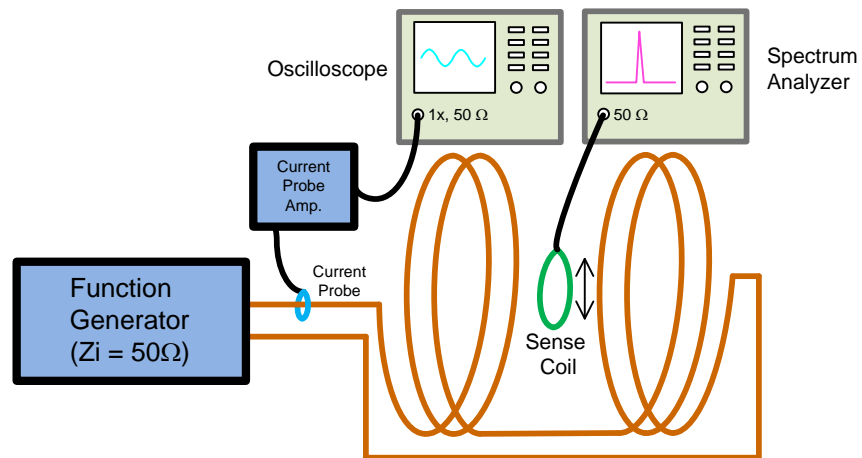 Oscilloscope
1x, 50 Ω
50 Ω
Spectrum
Analyzer
Current
Probe
Amp.
Current
Probe
Function
Generator
(Zi = 50Ω)
Sense
Coil